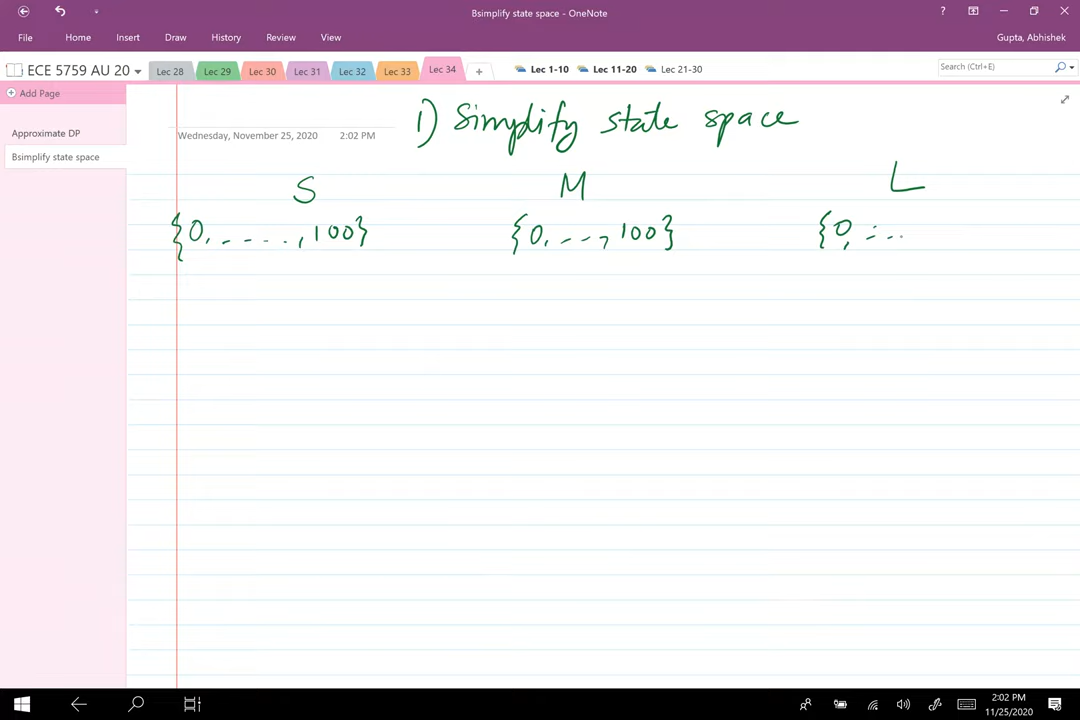 Bsimplify state space - OneNote
?
File Home Insert Draw History Review View
Gupta, Abhishek
ECE 5759 AU 20
Lec 28 Lec 29 Lec 30 Lec 31 Lec 32 Lec 33 Lec 34 + Lec 1-10 Lec 11-20 Lec 21-30
Search (Ctrl+E)
Add Page
Approximate DP
Bsimplify state space
Wednesday, November 25, 2020 2:02 PM
1) Simplify state space
S M L
{0, ....., 100} {0, ..., 100} {0, ...
2:02 PM
11/25/2020